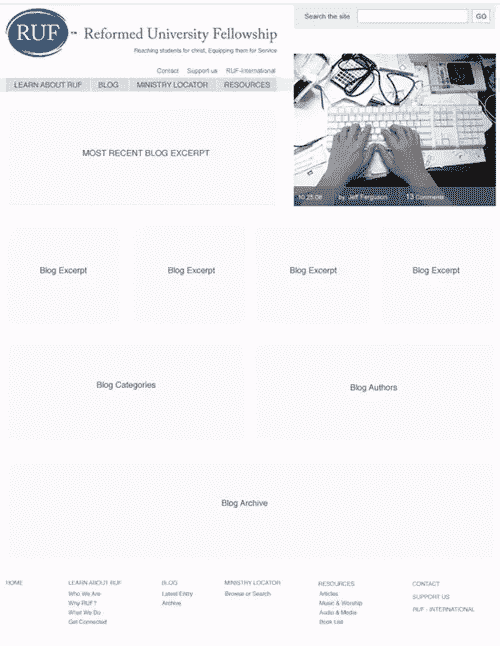 RUF™ Reformed University Fellowship
Reaching students for christ, Equipping them for Service
Search the site GO
Contact Support us RUF-International
LEARN ABOUT RUF BLOG MINISTRY LOCATOR RESOURCES
MOST RECENT BLOG EXCERPT
10.23.08 by Jeff Ferguson 13 Comments
Blog Excerpt Blog Excerpt Blog Excerpt Blog Excerpt
Blog Categories Blog Authors
Blog Archive
HOME
LEARN ABOUT RUF
Who We Are
Why RUF?
What We Do
Get Connected
BLOG
Latest Entry
Archive
MINISTRY LOCATOR
Browse or Search
RESOURCES
Articles
Music & Worship
Audio & Media
Book List
CONTACT
SUPPORT US
RUF - INTERNATIONAL